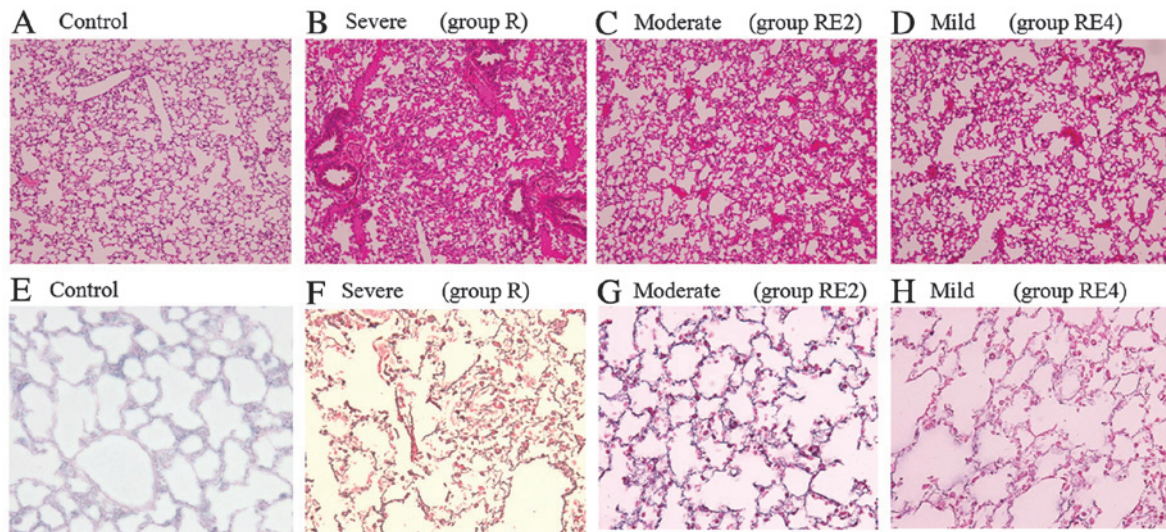 A Control
B Severe (group R)
C Moderate (group RE2)
D Mild (group RE4)
E Control
F Severe (group R)
G Moderate (group RE2)
H Mild (group RE4)